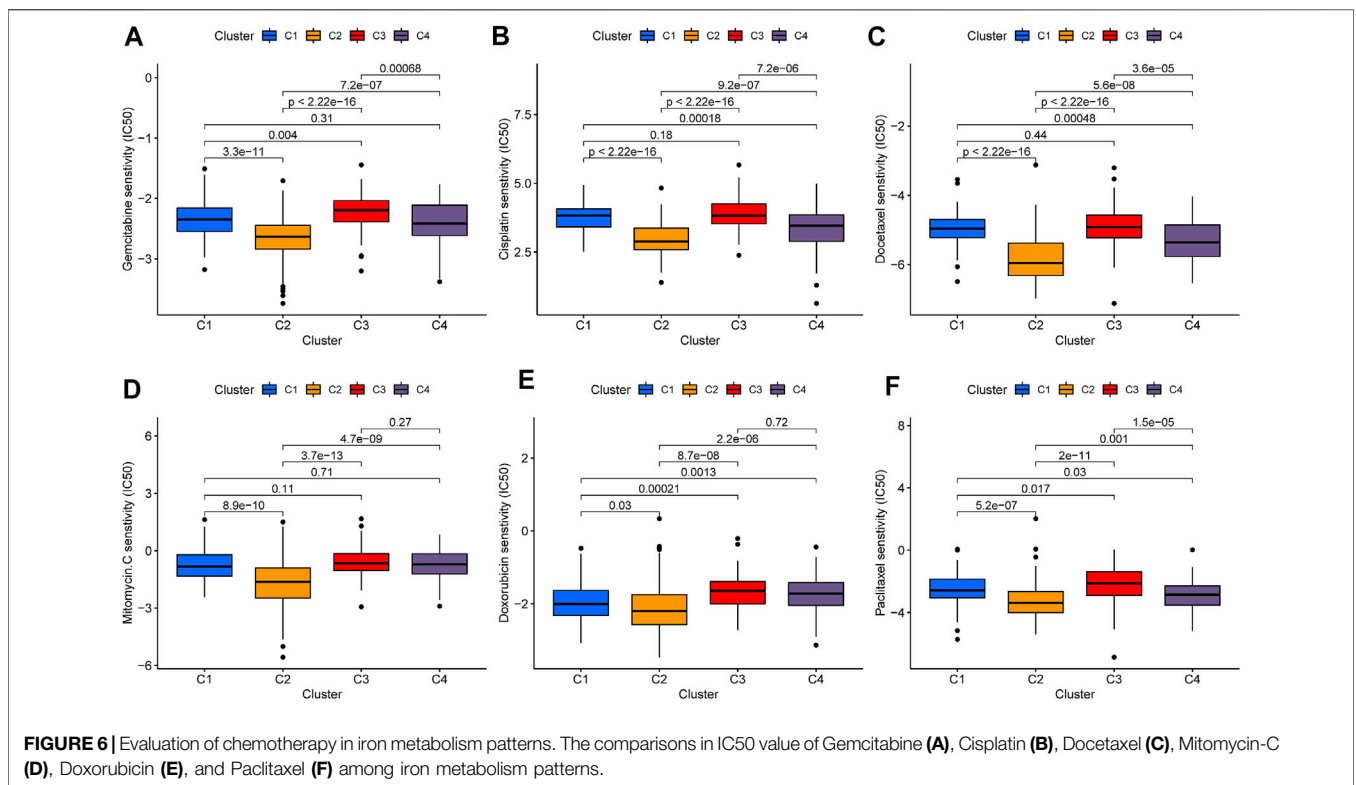 A
Cluster C1 C2 C3 C4
0.00068
7.2e−07
p < 2.22e−16
0.31
0.004
3.3e−11
0
−1
−2
−3
Gemcitabine senstivity (IC50)
C1 C2 C3 C4
Cluster
B
Cluster C1 C2 C3 C4
7.2e−06
9.2e−07
p < 2.22e−16
0.00018
0.18
p < 2.22e−16
7.5
5.0
2.5
Cisplatin senstivity (IC50)
C1 C2 C3 C4
Cluster
C
Cluster C1 C2 C3 C4
3.6e−05
5.6e−08
p < 2.22e−16
0.00048
0.44
p < 2.22e−16
−2
−4
−6
Docetaxel senstivity (IC50)
C1 C2 C3 C4
Cluster
D
Cluster C1 C2 C3 C4
0.27
4.7e−09
3.7e−13
0.71
0.11
8.9e−10
6
3
−0
−3
−6
Mitomycin.C senstivity (IC50)
C1 C2 C3 C4
Cluster
E
Cluster C1 C2 C3 C4
0.72
2.2e−06
8.7e−08
0.0013
0.00021
0.03
2
0
−2
Doxorubicin senstivity (IC50)
C1 C2 C3 C4
Cluster
F
Cluster C1 C2 C3 C4
1.5e−05
0.001
2e−11
0.03
0.017
5.2e−07
8
4
0
−4
Paclitaxel senstivity (IC50)
C1 C2 C3 C4
Cluster
FIGURE 6 | Evaluation of chemotherapy in iron metabolism patterns. The comparisons in IC50 value of Gemcitabine (A), Cisplatin (B), Docetaxel (C), Mitomycin-C
(D), Doxorubicin (E), and Paclitaxel (F) among iron metabolism patterns.